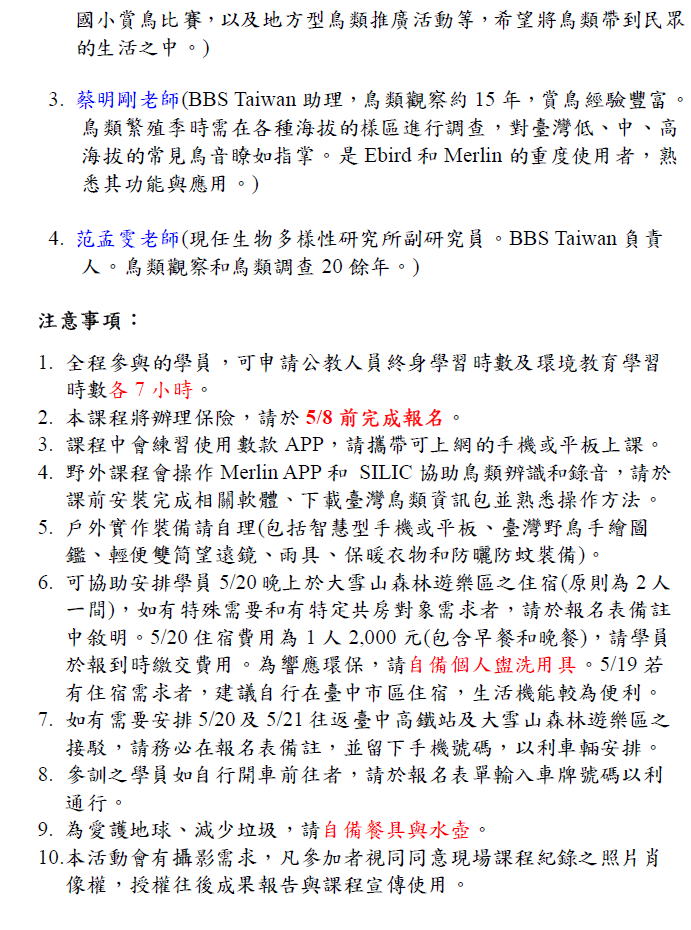 國小賞鳥比賽，以及地方型鳥類推廣活動等，希望將鳥類帶到民眾
的生活之中。)
3. 蔡明剛老師(BBS Taiwan 助理，鳥類觀察約 15 年，賞鳥經驗豐富。
鳥類繁殖季時需在各種海拔的樣區進行調查，對臺灣低、中、高
海拔的常見鳥音瞭如指掌。是 Ebird 和 Merlin 的重度使用者，熟
悉其功能與應用。)
4. 范孟雯老師(現任生物多樣性研究所副研究員。BBS Taiwan 負責
人。鳥類觀察和鳥類調查 20 餘年。)
注意事項：
1. 全程參與的學員，可申請公教人員終身學習時數及環境教育學習
時數各 7 小時。
2. 本課程將辦理保險，請於 5/8 前完成報名。
3. 課程中會練習使用數款 APP，請攜帶可上網的手機或平板上課。
4. 野外課程會操作 Merlin APP 和 SILIC 協助鳥類辨識和錄音，請於
課前安裝完成相關軟體、下載臺灣鳥類資訊包並熟悉操作方法。
5. 戶外實作裝備請自理(包括智慧型手機或平板、臺灣野鳥手繪圖
鑑、輕便雙筒望遠鏡、雨具、保暖衣物和防曬防蚊裝備)。
6. 可協助安排學員 5/20 晚上於大雪山森林遊樂區之住宿(原則為 2 人
一間)，如有特殊需要和有特定共房對象需求者，請於報名表備註
中敘明。5/20 住宿費用為 1 人 2,000 元(包含早餐和晚餐)，請學員
於報到時繳交費用。為響應環保，請自備個人盥洗用具。5/19 若
有住宿需求者，建議自行在臺中市區住宿，生活機能較為便利。
7. 如有需要安排 5/20 及 5/21 往返臺中高鐵站及大雪山森林遊樂區之
接駁，請務必在報名表備註，並留下手機號碼，以利車輛安排。
8. 參訓之學員如自行開車前往者，請於報名表單輸入車牌號碼以利
通行。
9. 為愛護地球、減少垃圾，請自備餐具與水壺。
10.本活動會有攝影需求，凡參加者視同同意現場課程紀錄之照片肖
像權，授權往後成果報告與課程宣傳使用。